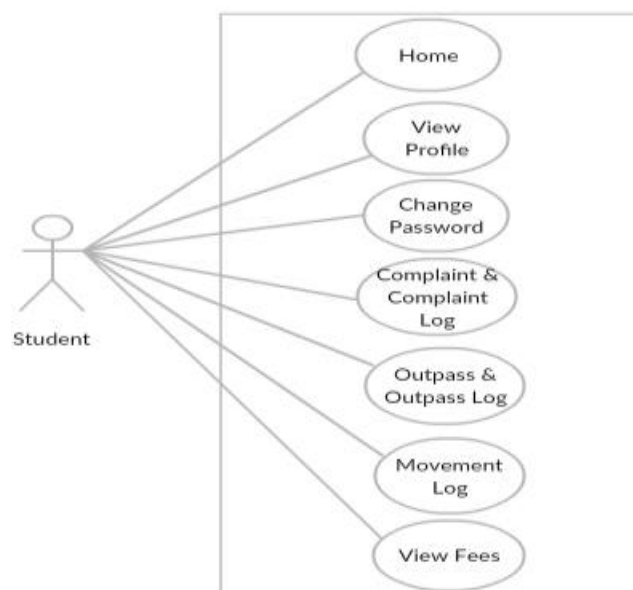 Home
View
Profile
Change
Password
Complaint &
Complaint
Log
Student
Outpass &
Outpass Log
Movement
Log
View Fees